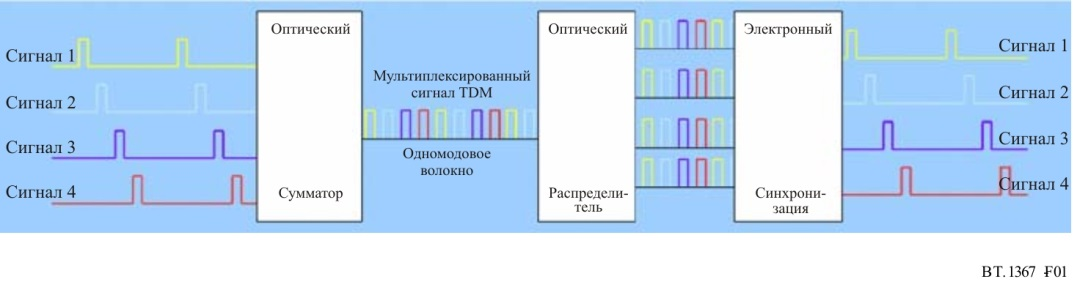 Сигнал 1
Сигнал 2
Сигнал 3
Сигнал 4
Оптический
Сумматор
Мультиплексированный
сигнал TDM
Одномодовое
волокно
Оптический
Распредели-
тель
Электронный
Синхрони-
зация
Сигнал 1
Сигнал 2
Сигнал 3
Сигнал 4
BT.1367-F01